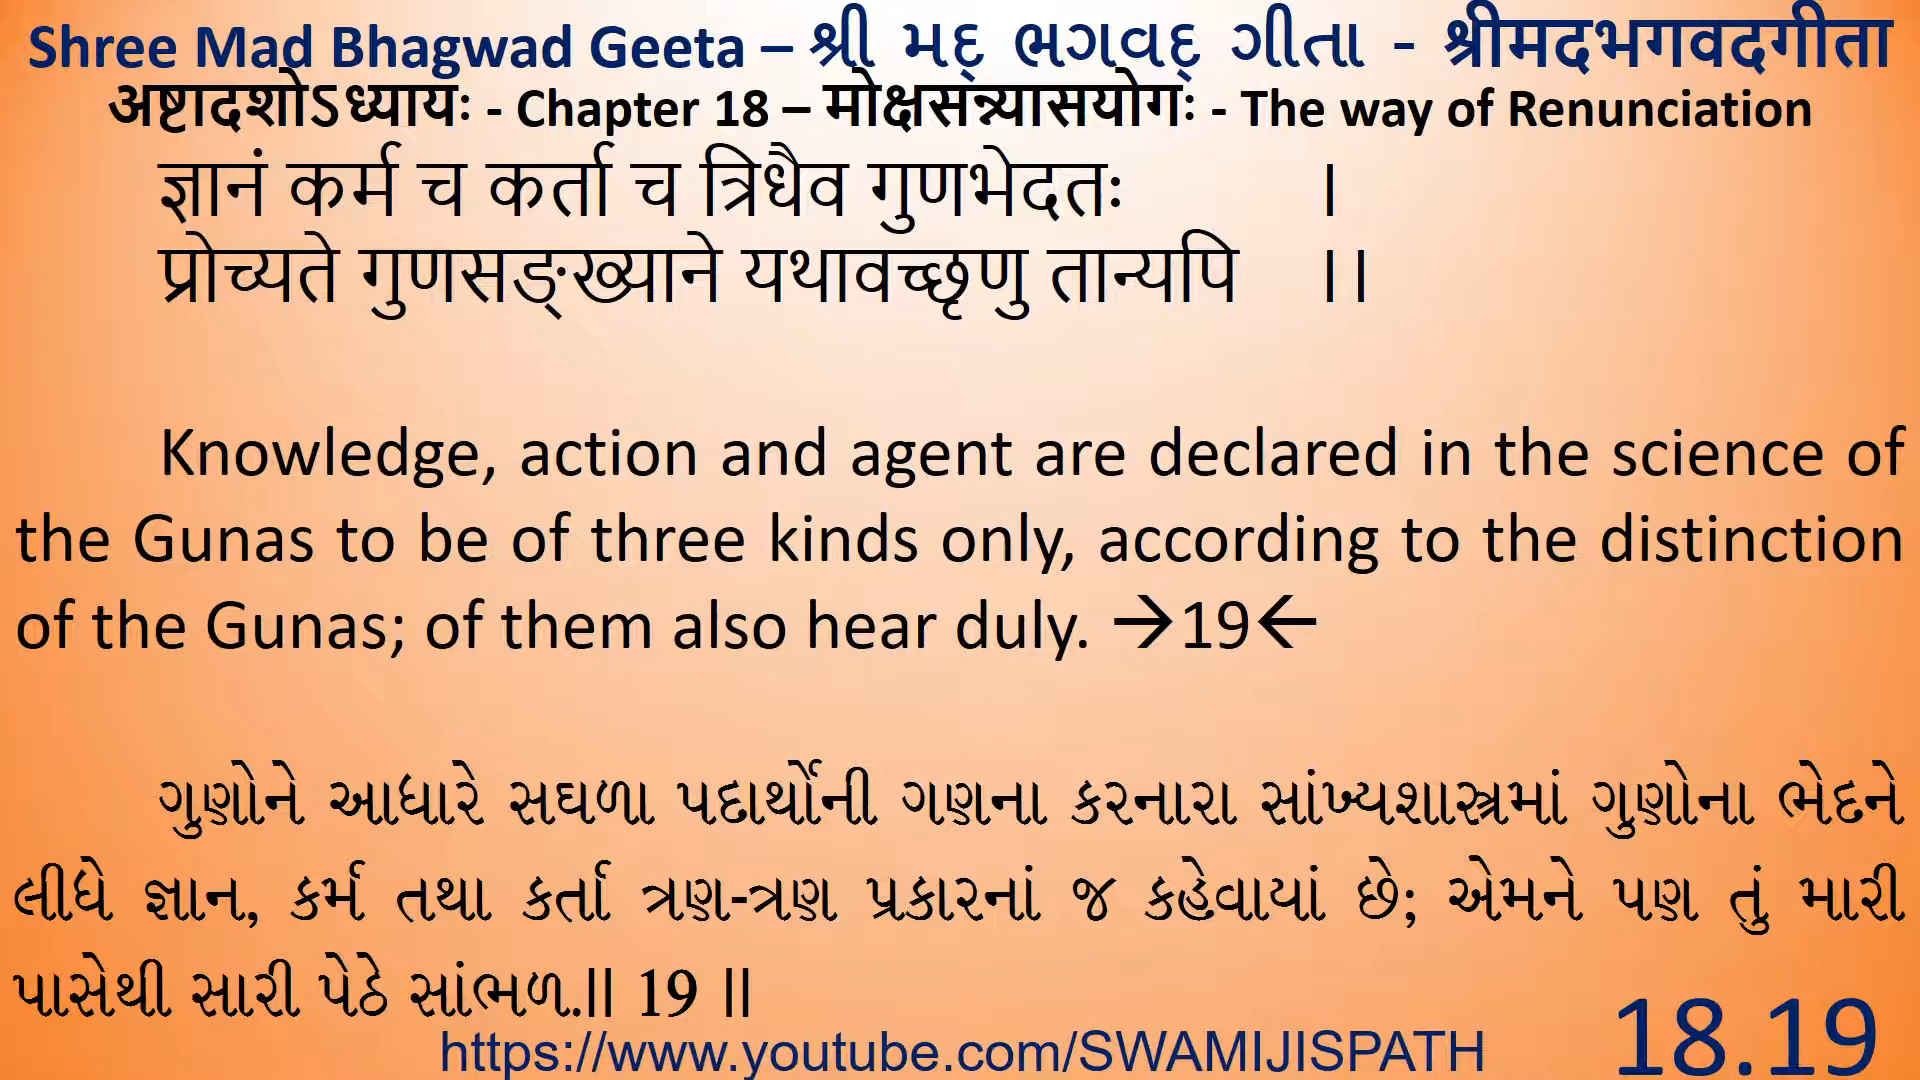 Shree Mad Bhagwad Geeta – શ્રી મદ્ ભગવદ્ ગીતા - श्रीमदभगवदगीता
अष्टादशोऽध्यायः - Chapter 18 – मोक्षसंन्यासयोगः - The way of Renunciation
ज्ञानं कर्म च कर्ता च त्रिधैव गुणभेदतः ।
प्रोच्यते गुणसङ्ख्याने यथावच्छृणु तान्यपि ।।
Knowledge, action and agent are declared in the science of
the Gunas to be of three kinds only, according to the distinction
of the Gunas; of them also hear duly. →19←
ગુણોને આધારે સઘળા પદાર્થોની ગણના કરનારા સાંખ્યશાસ્ત્રમાં ગુણોના ભેદને
લીધે જ્ઞાન, કર્મ તથા કર્તા ત્રણ-ત્રણ પ્રકારનાં જ કહેવાયાં છે; એમને પણ તું મારી
પાસેથી સારી પેઠે સાંભળ.॥ 19 ॥
https://www.youtube.com/SWAMIJISPATH
18.19